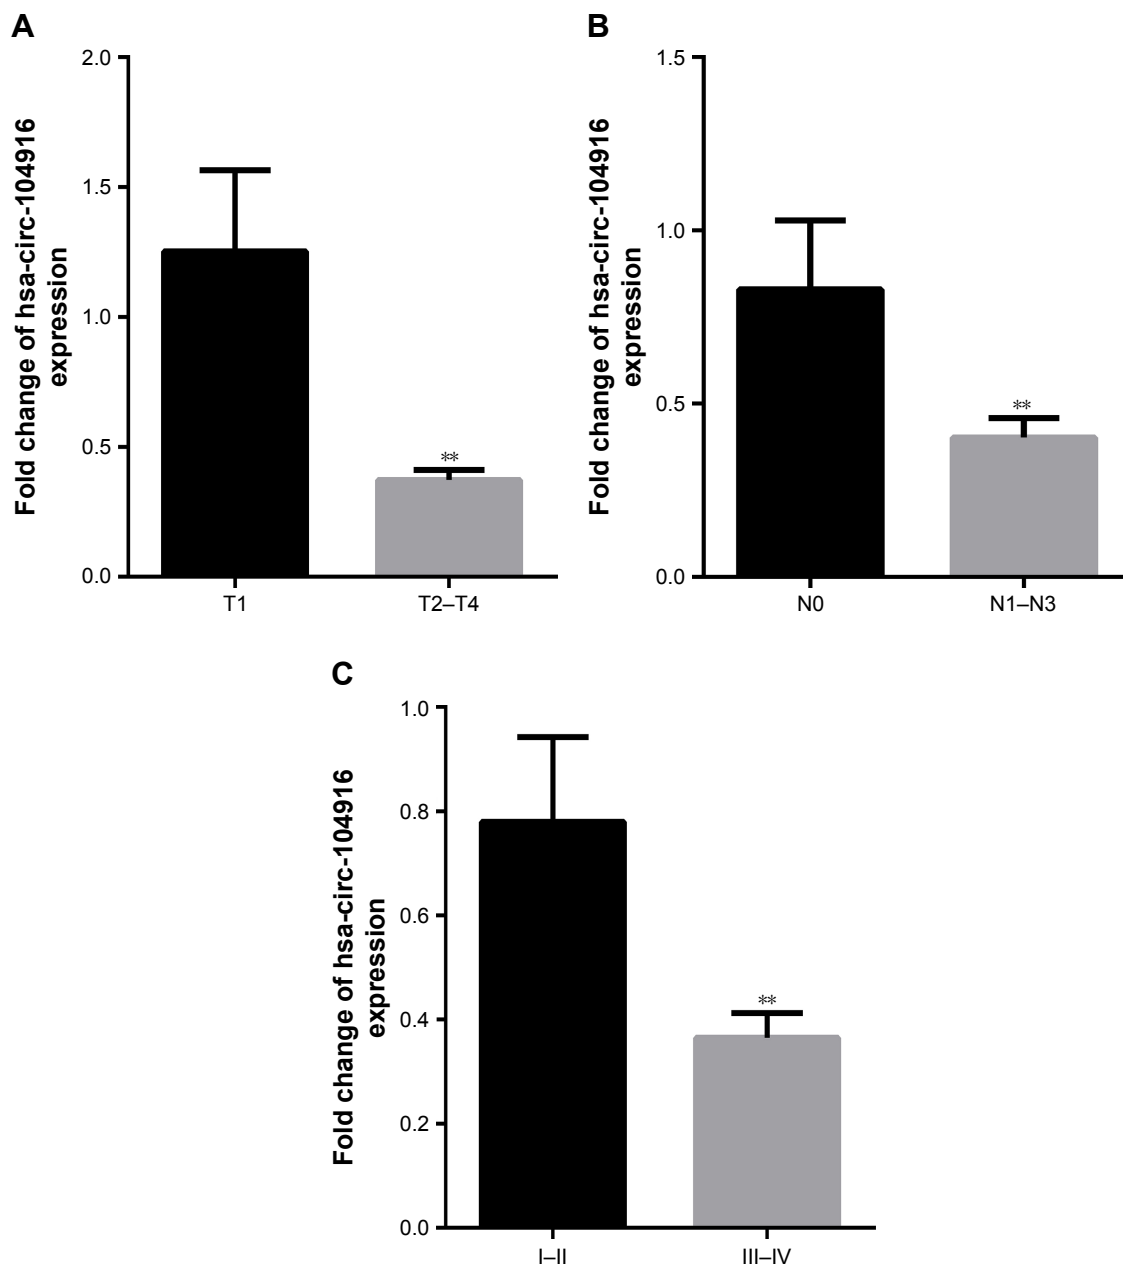 A
Fold change of hsa-circ-104916
expression
2.0
1.5
1.0
0.5
0.0
**
T1
T2–T4
B
Fold change of hsa-circ-104916
expression
1.5
1.0
0.5
0.0
**
N0
N1–N3
C
Fold change of hsa-circ-104916
expression
1.0
0.8
0.6
0.4
0.2
0.0
**
I–II
III–IV